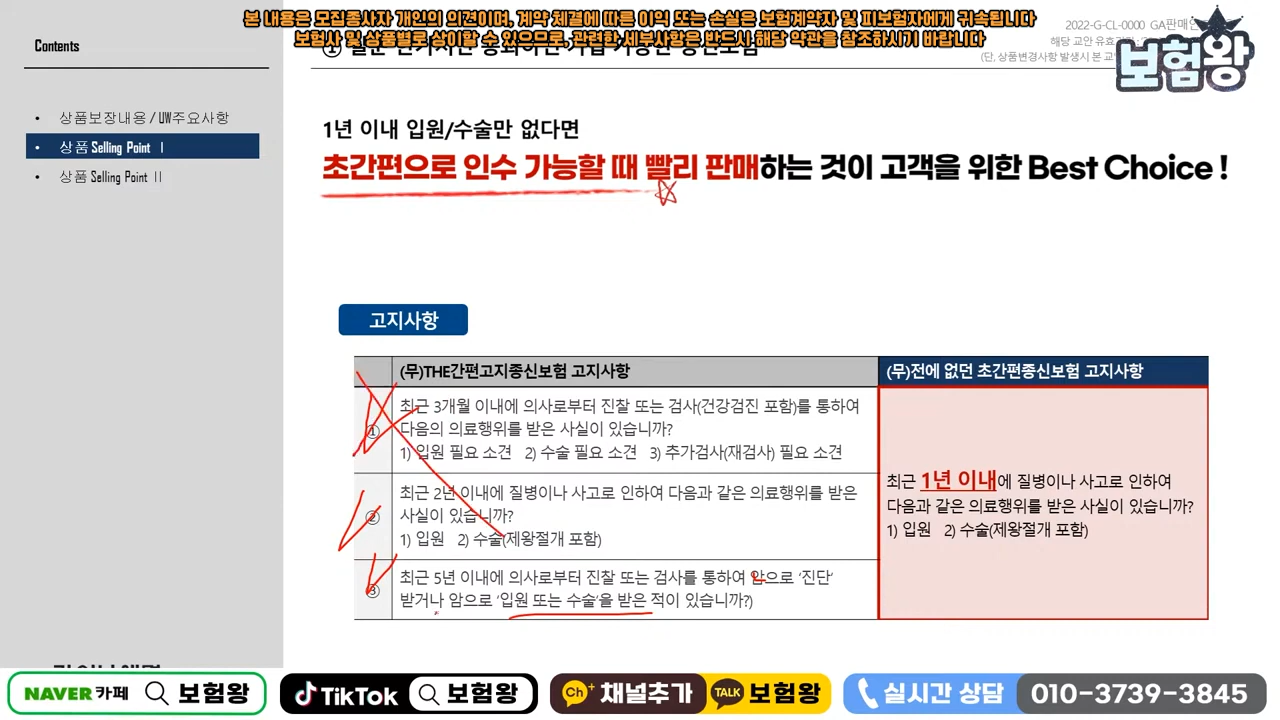 본 내용은 모집종사자 개인의 의견이며, 계약 체결에 따른 이익 또는 손실은 보험계약자 및 피보험자에게 귀속됩니다
보험사 및 상품별로 상이할 수 있으므로, 관련한 세부사항은 반드시 해당 약관을 참조하시기 바랍니다
2022-G-CL-0000 GA판매인
해당 교안 유효기간
(단, 상품변경사항 발생시 본 교
보험왕
Contents
• 상품보장내용 / UW주요사항
• 상품 Selling Point Ⅰ
• 상품 Selling Point Ⅱ
1년 이내 입원/수술만 없다면
초간편으로 인수 가능할 때 빨리 판매하는 것이 고객을 위한 Best Choice !
고지사항
(무)THE간편고지종신보험 고지사항
(무)전에 없던 초간편종신보험 고지사항
①
최근 3개월 이내에 의사로부터 진찰 또는 검사(건강검진 포함)를 통하여
다음의 의료행위를 받은 사실이 있습니까?
1) 입원 필요 소견 2) 수술 필요 소견 3) 추가검사(재검사) 필요 소견
②
최근 2년 이내에 질병이나 사고로 인하여 다음과 같은 의료행위를 받은
사실이 있습니까?
1) 입원 2) 수술(제왕절개 포함)
③
최근 5년 이내에 의사로부터 진찰 또는 검사를 통하여 암으로 ‘진단’
받거나 암으로 ‘입원 또는 수술’을 받은 적이 있습니까?)
최근 1년 이내에 질병이나 사고로 인하여
다음과 같은 의료행위를 받은 사실이 있습니까?
1) 입원 2) 수술(제왕절개 포함)
NAVER 카페 보험왕
TikTok 보험왕
Ch+ 채널추가 TALK 보험왕
실시간 상담 010-3739-3845